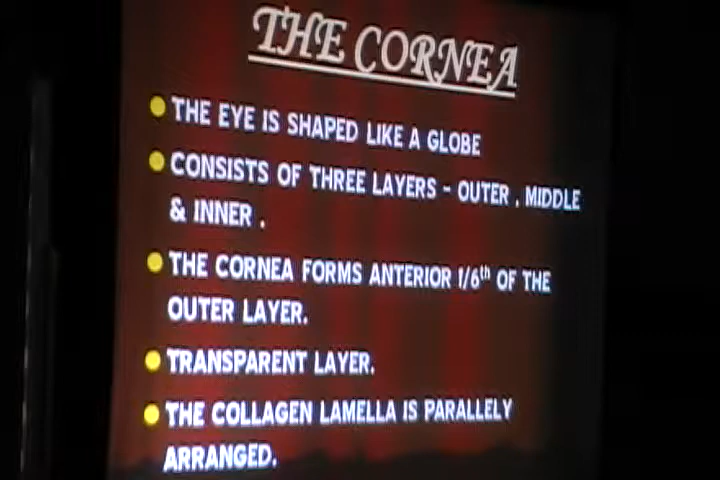 THE CORNEA
THE EYE IS SHAPED LIKE A GLOBE
CONSISTS OF THREE LAYERS - OUTER , MIDDLE
& INNER .
THE CORNEA FORMS ANTERIOR 1/6th OF THE
OUTER LAYER.
TRANSPARENT LAYER.
THE COLLAGEN LAMELLA IS PARALLELY
ARRANGED.